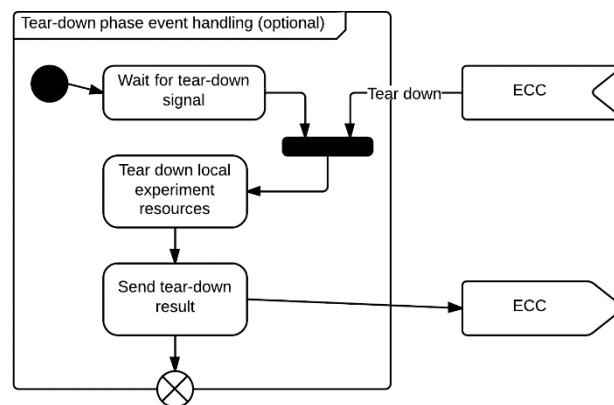 Tear-down phase event handling (optional)
Wait for tear-down
signal
Tear down
ECC
Tear down local
experiment
resources
Send tear-down
result
ECC